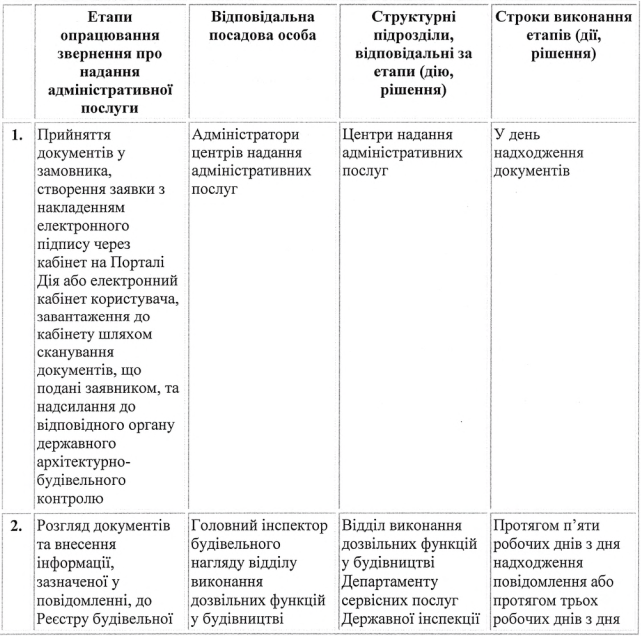 Етапи
опрацювання
звернення про
надання
адміністративної
послуги
Відповідальна
посадова особа
Структурні
підрозділи,
відповідальні за
етапи (дію,
рішення)
Строки виконання
етапів (дії,
рішення)
1.
Прийняття
документів у
замовника,
створення заявки з
накладенням
електронного
підпису через
кабінет на Порталі
Дія або електронний
кабінет користувача,
завантаження до
кабінету шляхом
сканування
документів, що
подані заявником, та
надсилання до
відповідного органу
державного
архітектурно-
будівельного
контролю
Адміністратори
центрів надання
адміністративних
послуг
Центри надання
адміністративних
послуг
У день
надходження
документів
2.
Розгляд документів
та внесення
інформації,
зазначеної у
повідомленні, до
Реєстру будівельної
Головний інспектор
будівельного
нагляду відділу
виконання
дозвільних функцій
у будівництві
Відділ виконання
дозвільних функцій
у будівництві
Департаменту
сервісних послуг
Державної інспекції
Протягом п’яти
робочих днів з дня
надходження
повідомлення або
протягом трьох
робочих днів з дня